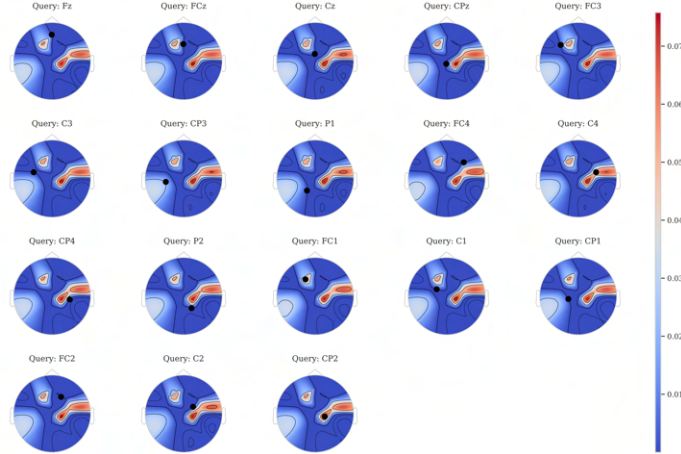 Query: Fz Query: FCz Query: Cz Query: CPz Query: FC3
Query: C3 Query: CP3 Query: P1 Query: FC4 Query: C4
Query: CP4 Query: P2 Query: FC1 Query: C1 Query: CP1
Query: FC2 Query: C2 Query: CP2
0.07
0.06
0.05
0.04
0.03
0.02
0.01